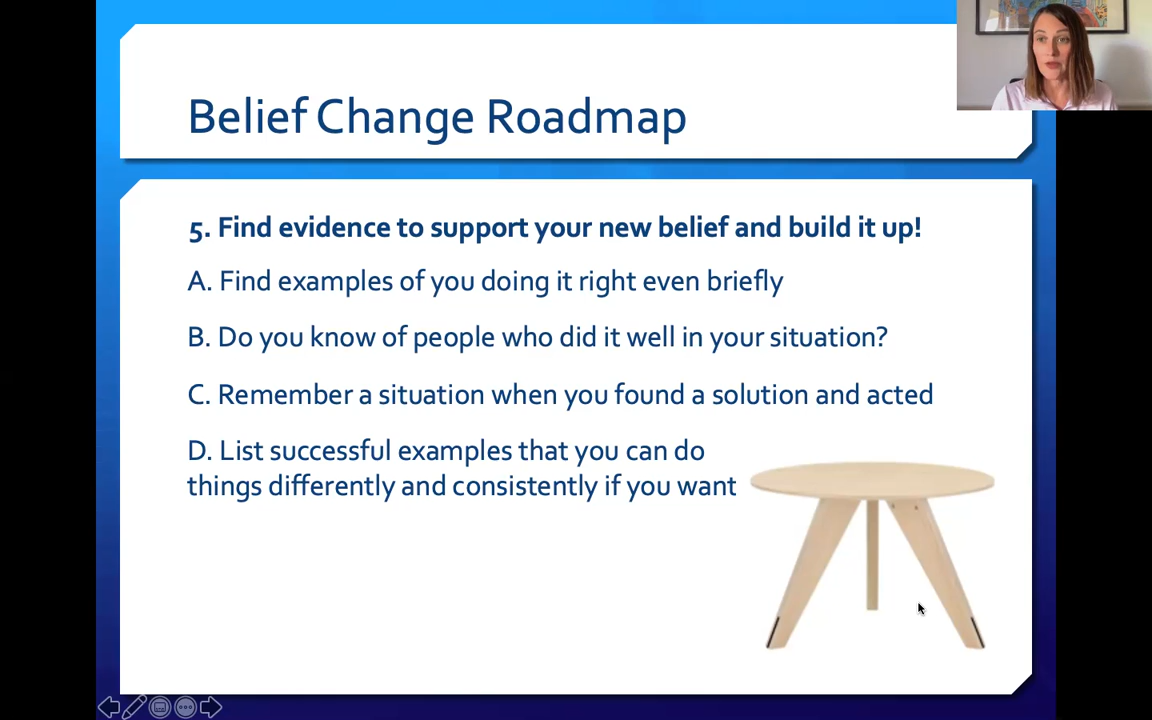 Belief Change Roadmap
5. Find evidence to support your new belief and build it up!
A. Find examples of you doing it right even briefly
B. Do you know of people who did it well in your situation?
C. Remember a situation when you found a solution and acted
D. List successful examples that you can do
things differently and consistently if you want